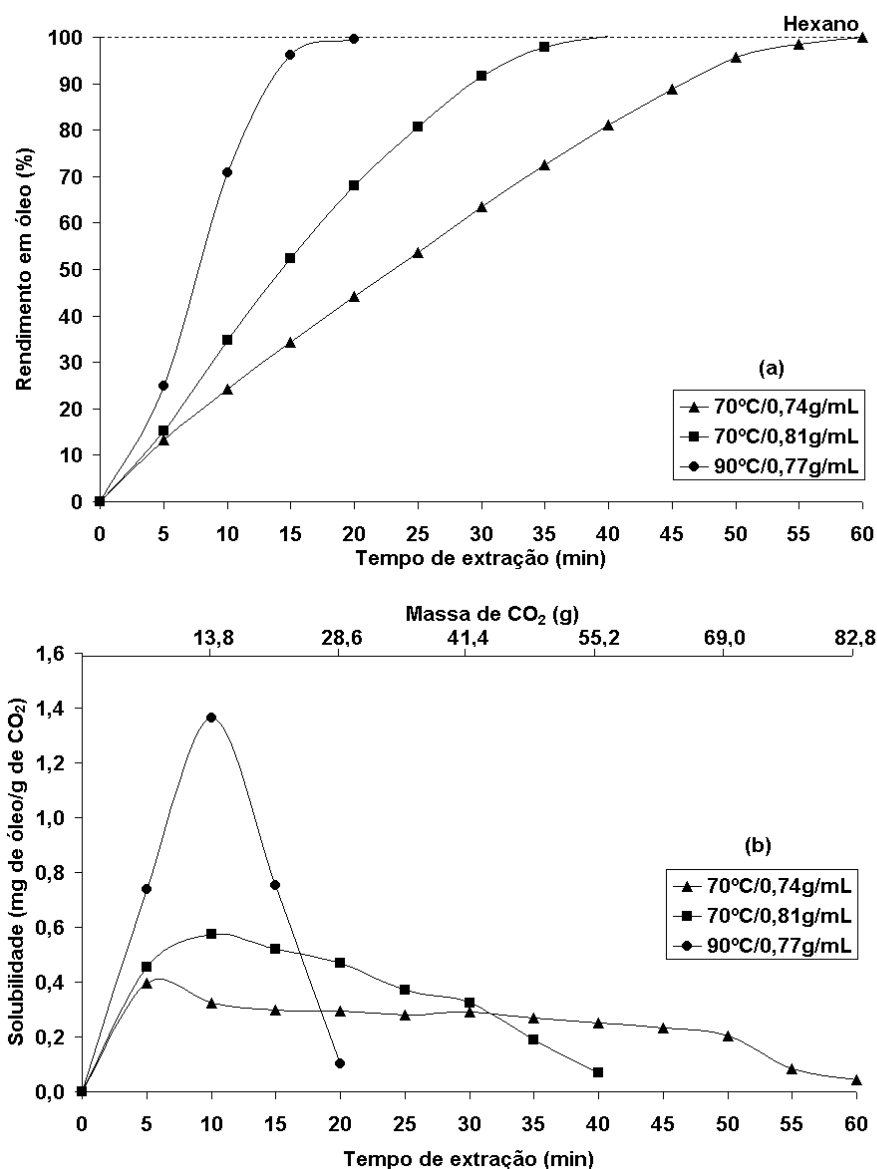 Hexano
100
90
80
70
60
50
40
30
20
10
0
Rendimento em óleo (%)
(a)
70ºC/0,74g/mL
70ºC/0,81g/mL
90ºC/0,77g/mL
0 5 10 15 20 25 30 35 40 45 50 55 60
Tempo de extração (min)
Massa de CO₂ (g)
13,8 28,6 41,4 55,2 69,0 82,8
1,6
1,4
1,2
1,0
0,8
0,6
0,4
0,2
0,0
Solubilidade (mg de óleo/g de CO₂)
(b)
70ºC/0,74g/mL
70ºC/0,81g/mL
90ºC/0,77g/mL
0 5 10 15 20 25 30 35 40 45 50 55 60
Tempo de extração (min)